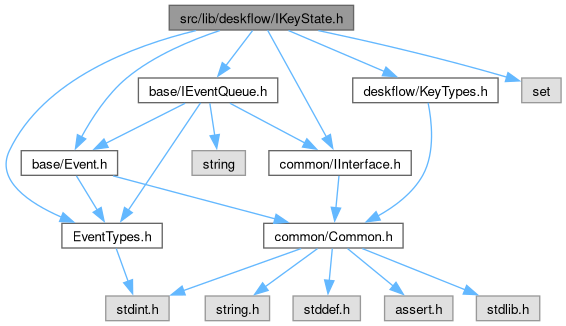 src/lib/deskflow/IKeyState.h
base/IEventQueue.h
deskflow/KeyTypes.h
set
base/Event.h
string
common/IInterface.h
EventTypes.h
common/Common.h
stdint.h
string.h
stddef.h
assert.h
stdlib.h